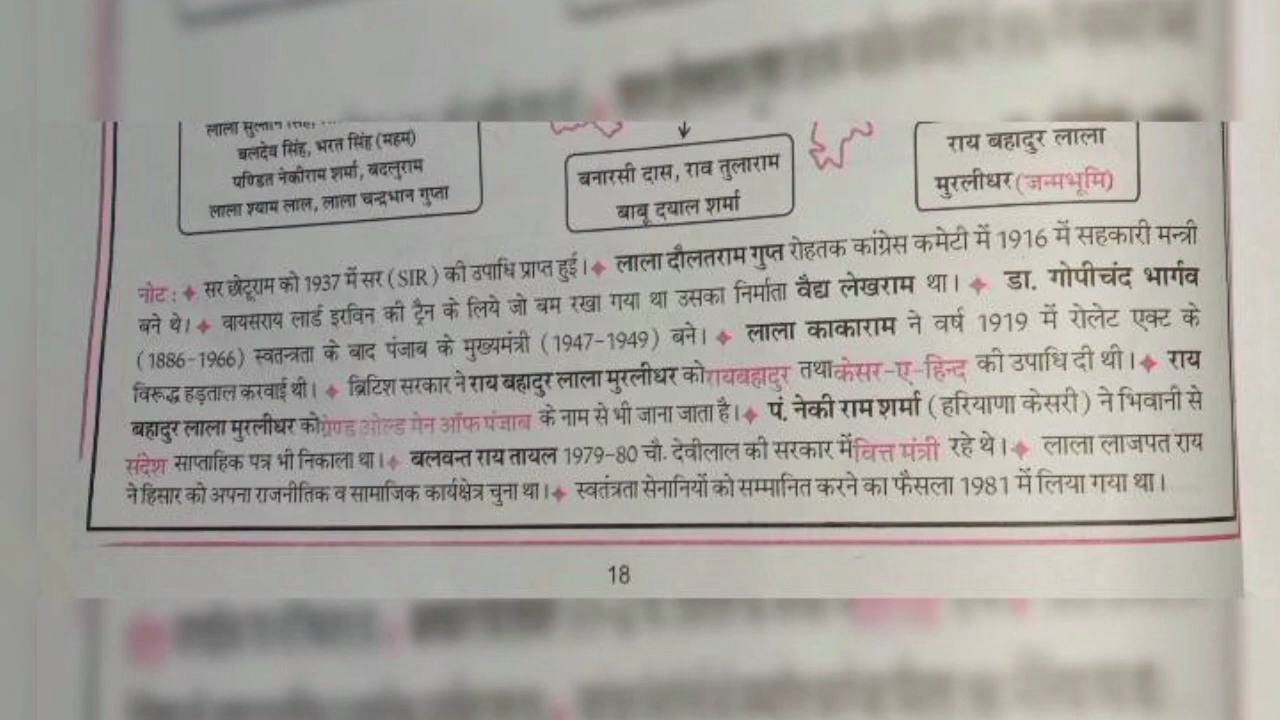 लाला सुल्तान सिंह,
बलदेव सिंह, भरत सिंह (महम)
पण्डित नेकीराम शर्मा, बदलुराम
लाला श्याम लाल, लाला चन्द्रभान गुप्ता
बनारसी दास, राव तुलाराम
बाबू दयाल शर्मा
राय बहादुर लाला
मुरलीधर (जन्मभूमि)
नोट : ✦ सर छोटूराम को 1937 में सर (SIR) की उपाधि प्राप्त हुई। ✦ लाला दौलतराम गुप्त रोहतक कांग्रेस कमेटी में 1916 में सहकारी मन्त्री
बने थे। ✦ वायसराय लार्ड इरविन की ट्रैन के लिये जो बम रखा गया था उसका निर्माता वैद्य लेखराम था। ✦ डा. गोपीचंद भार्गव
(1886-1966) स्वतन्त्रता के बाद पंजाब के मुख्यमंत्री (1947-1949) बने। ✦ लाला काकाराम ने वर्ष 1919 में रोलेट एक्ट के
विरूद्ध हड़ताल करवाई थी। ✦ ब्रिटिश सरकार ने राय बहादुर लाला मुरलीधर को रायबहादुर तथा केसर-ए-हिन्द की उपाधि दी थी। ✦ राय
बहादुर लाला मुरलीधर को ग्रेण्ड ओल्ड मेन ऑफ पंजाब के नाम से भी जाना जाता है। ✦ पं. नेकी राम शर्मा (हरियाणा केसरी) ने भिवानी से
संदेश साप्ताहिक पत्र भी निकाला था। ✦ बलवन्त राय तायल 1979-80 चौ. देवीलाल की सरकार में वित्त मंत्री रहे थे। ✦ लाला लाजपत राय
ने हिसार को अपना राजनीतिक व सामाजिक कार्यक्षेत्र चुना था। ✦ स्वतंत्रता सेनानियों को सम्मानित करने का फैसला 1981 में लिया गया था।
18